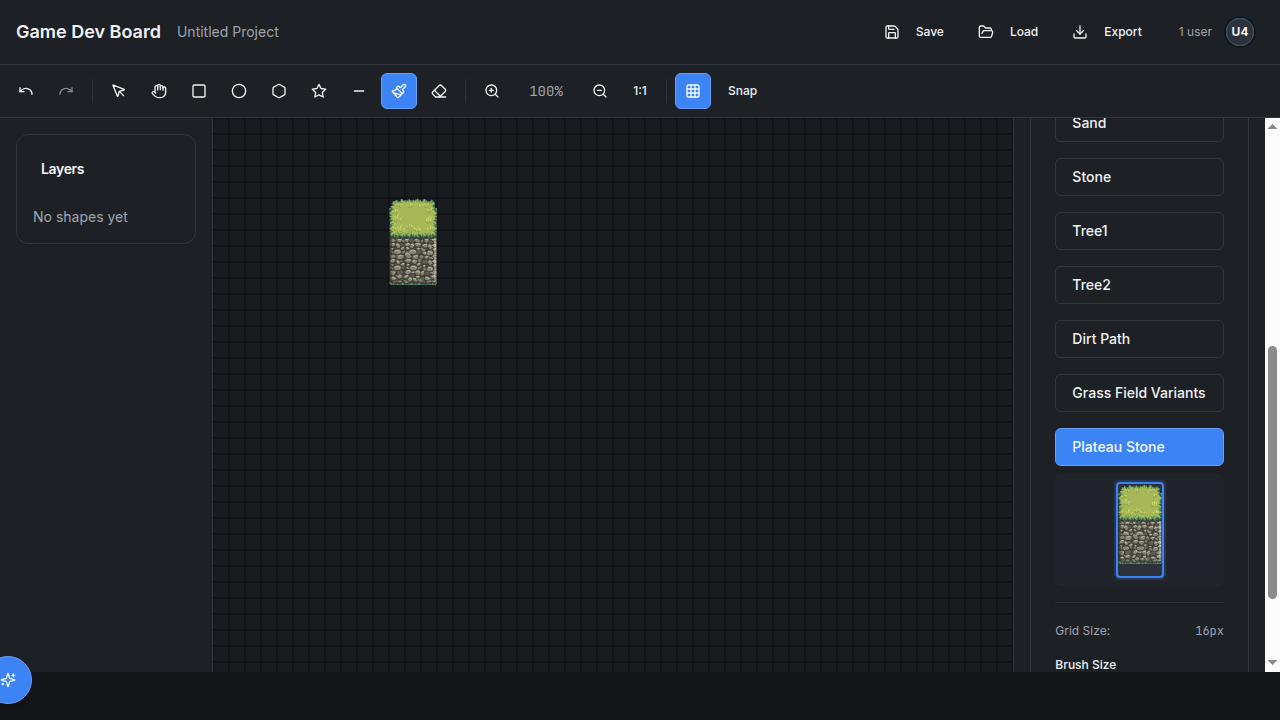 Game Dev Board Untitled Project Save Load Export 1 user U4
100% 1:1 Snap
Layers
No shapes yet
Sand
Stone
Tree1
Tree2
Dirt Path
Grass Field Variants
Plateau Stone
Grid Size: 16px
Brush Size